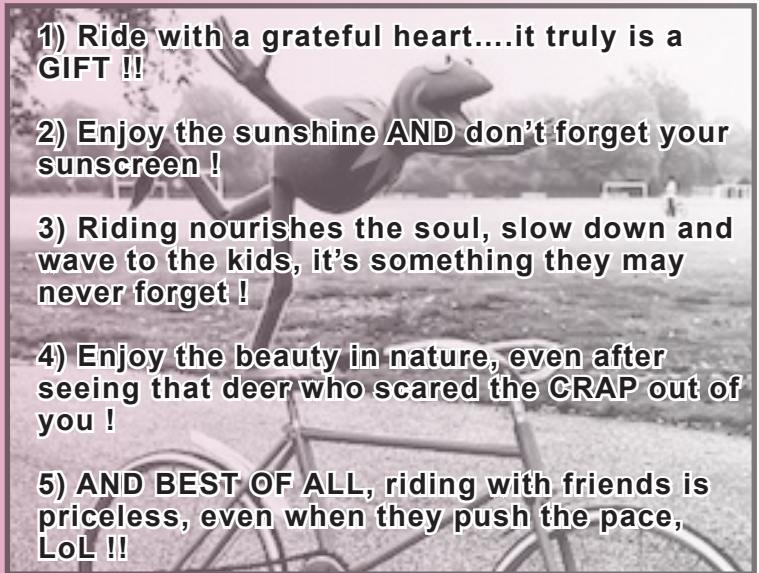 1) Ride with a grateful heart....it truly is a
GIFT !!
2) Enjoy the sunshine AND don’t forget your
sunscreen !
3) Riding nourishes the soul, slow down and
wave to the kids, it’s something they may
never forget !
4) Enjoy the beauty in nature, even after
seeing that deer who scared the CRAP out of
you !
5) AND BEST OF ALL, riding with friends is
priceless, even when they push the pace,
LoL !!